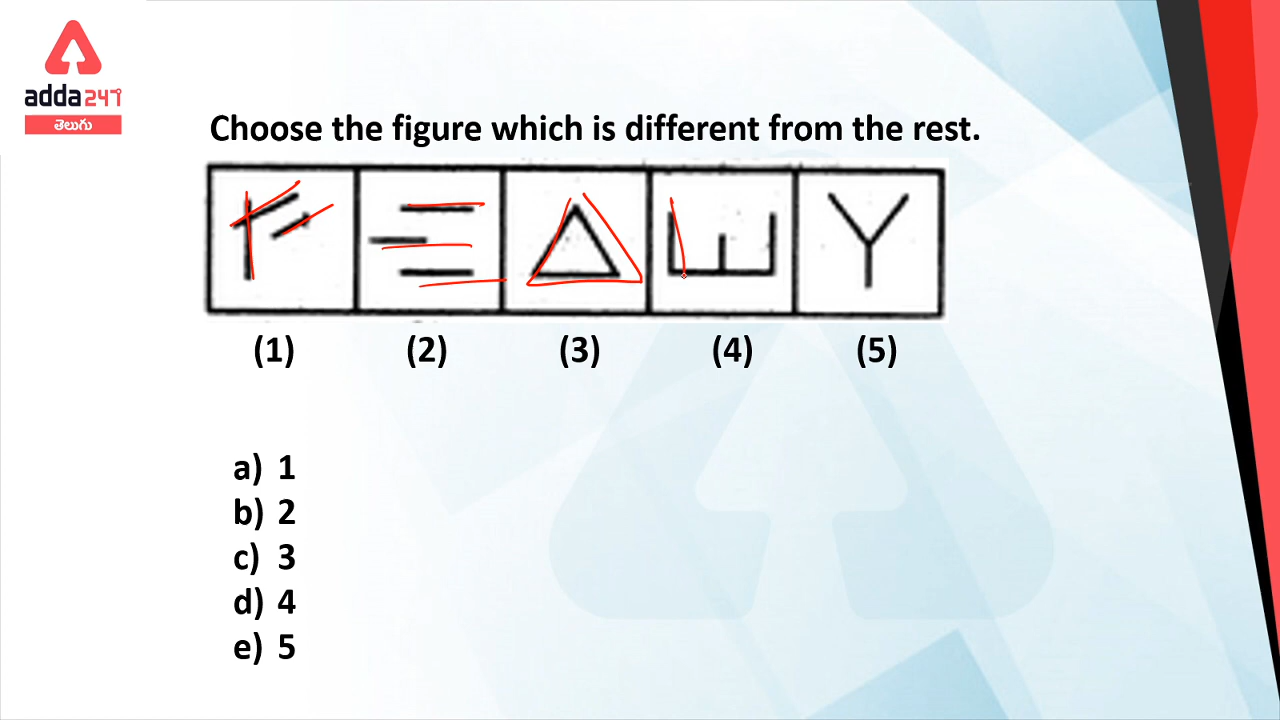 adda247
తెలుగు
Choose the figure which is different from the rest.
(1) (2) (3) (4) (5)
a) 1
b) 2
c) 3
d) 4
e) 5